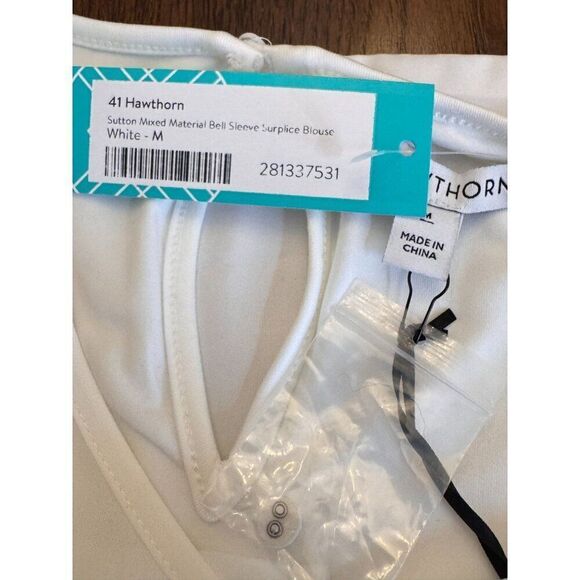 41 Hawthorn
Sutton Mixed Material Bell Sleeve Surplice Blouse
White - M
281337531
THORN
M
MADE IN
CHINA